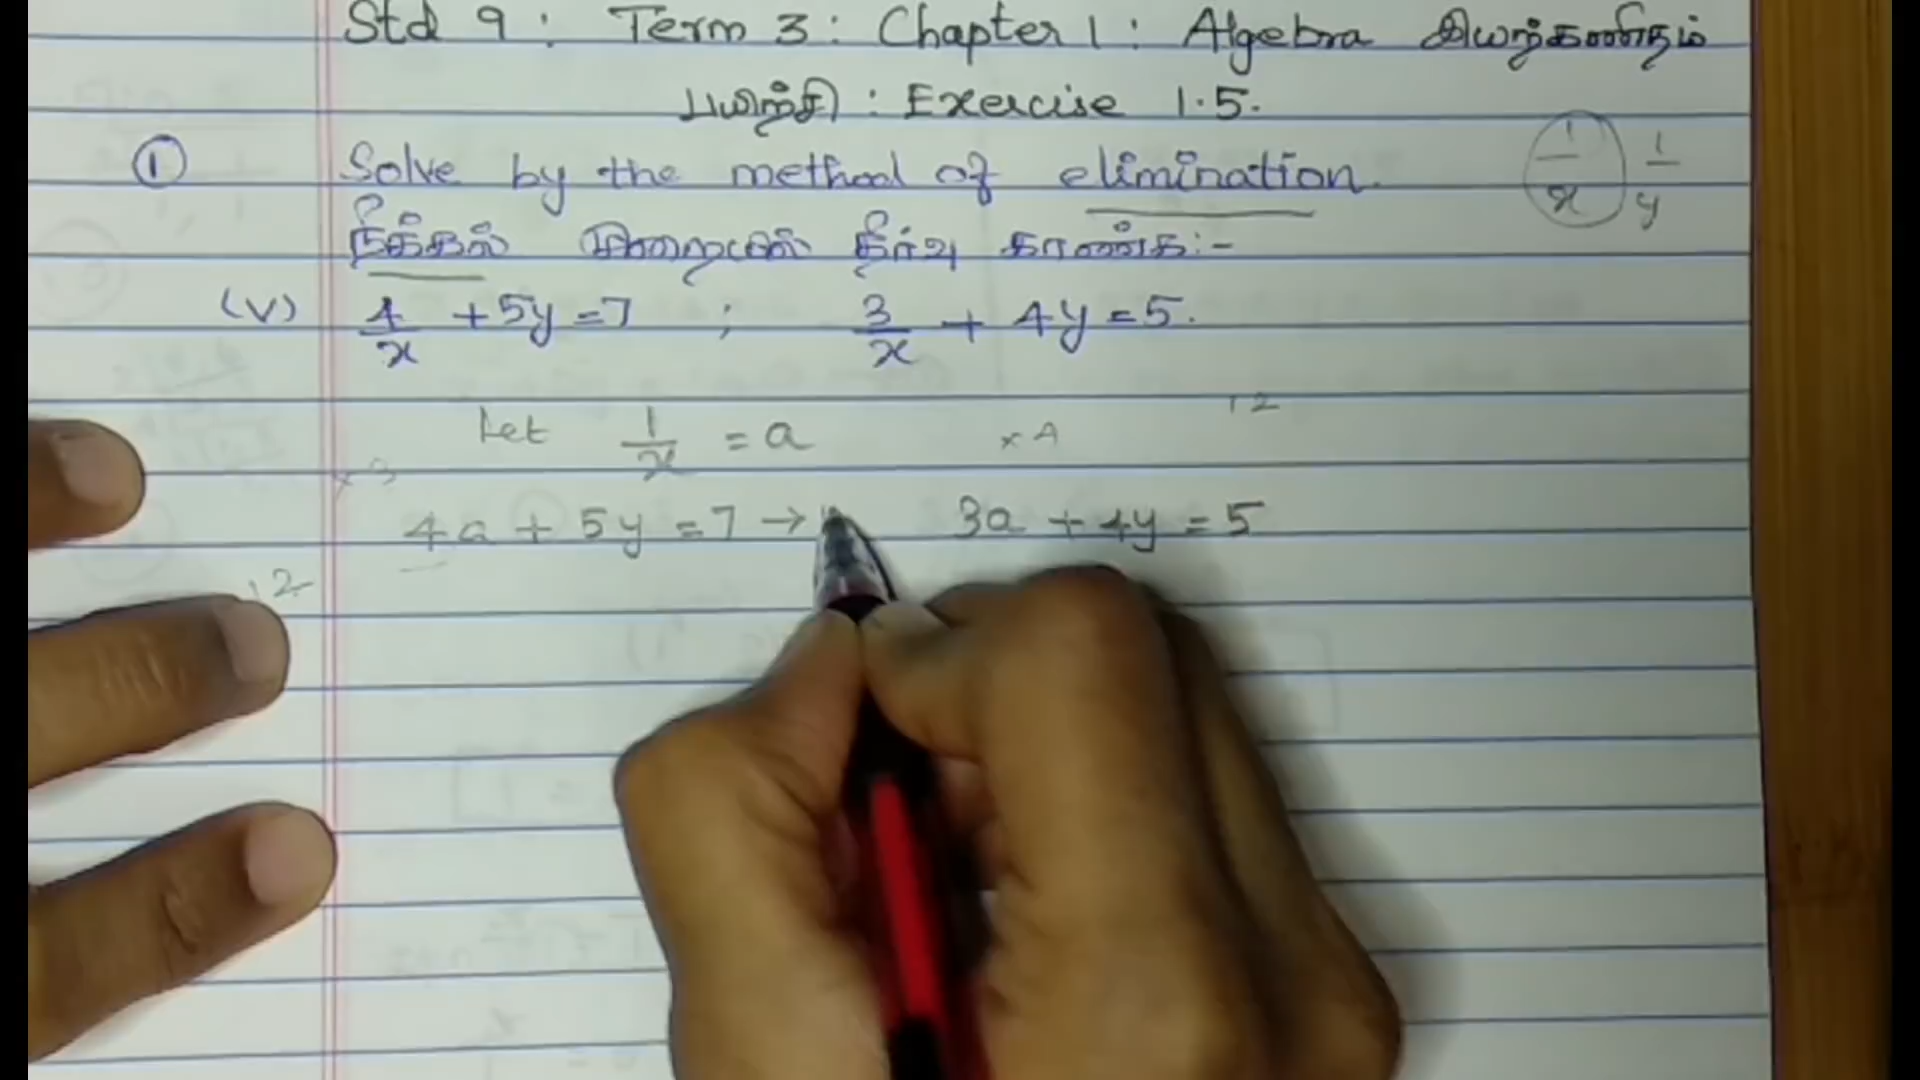 Std 9 : Term 3 : Chapter 1 : Algebra இயற்கணிதம்
பயிற்சி : Exercise 1.5.
① Solve by the method of elimination. 1/x 1/y
நீக்கல் முறையில் தீர்வு காண்க:-
(v) 4/x + 5y = 7 ; 3/x + 4y = 5.
12
Let 1/x = a ×4
×3
4a + 5y = 7 → 3a + 4y = 5
12